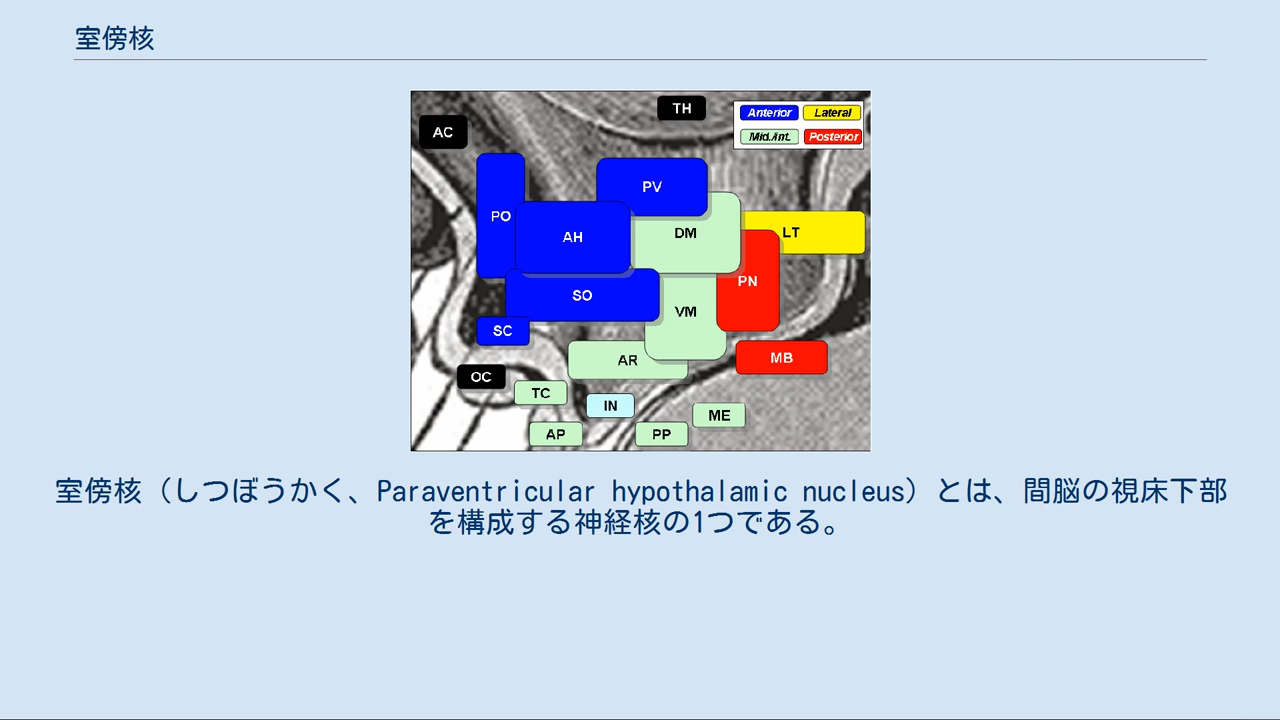 室傍核
TH
AC
Anterior
Lateral
Mid.Ant.
Posterior
PV
PO
AH
DM
LT
PN
SO
VM
SC
AR
MB
OC
TC
IN
ME
AP
PP
室傍核（しつぼうかく、Paraventricular hypothalamic nucleus）とは、間脳の視床下部
を構成する神経核の1つである。